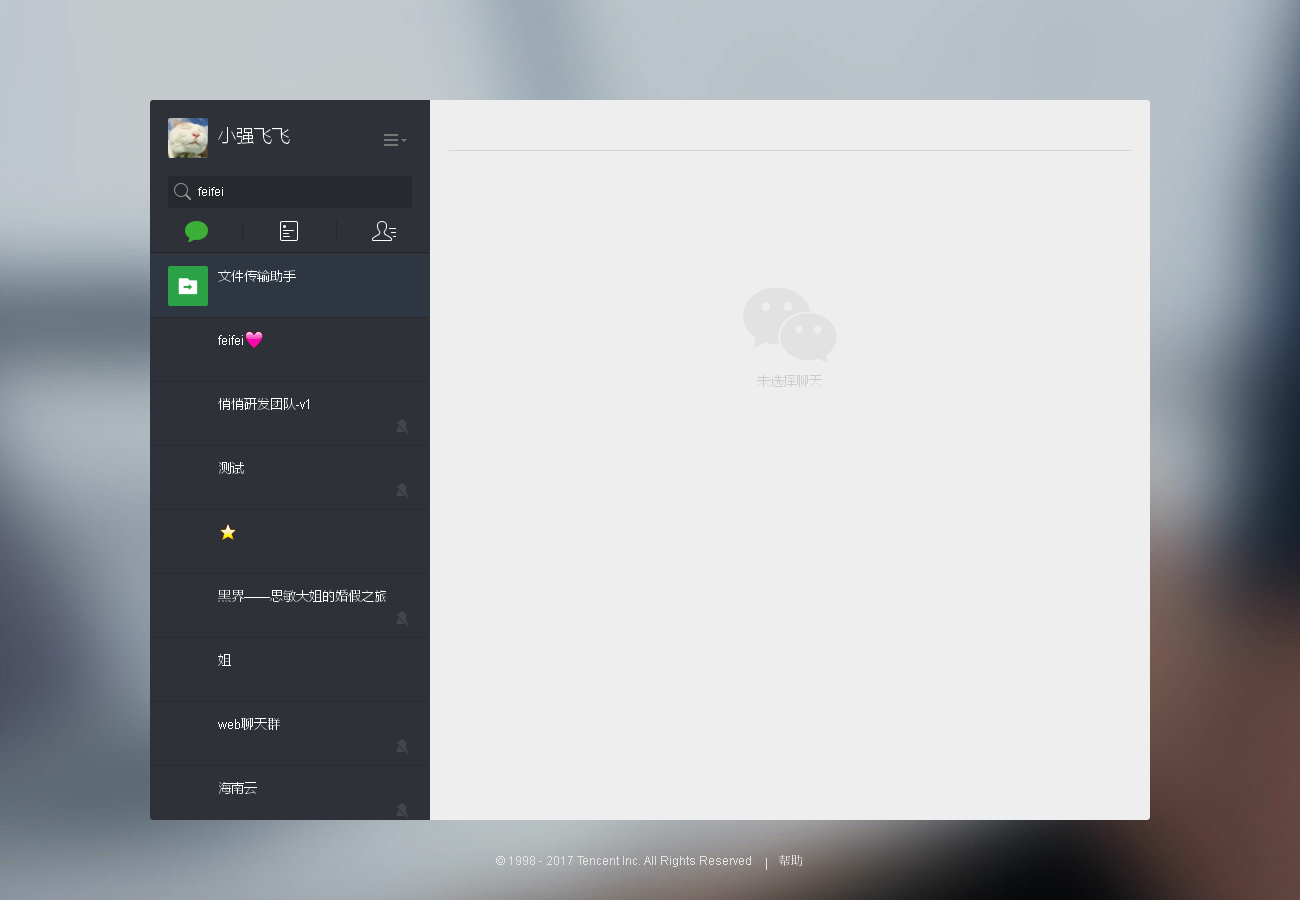 小强飞飞
feifei
文件传输助手
feifei💗
悄悄研发团队-v1
测试
⭐
黑界——思敏大姐的婚假之旅
姐
web聊天群
海南云
未选择聊天
© 1998 - 2017 Tencent Inc. All Rights Reserved | 帮助